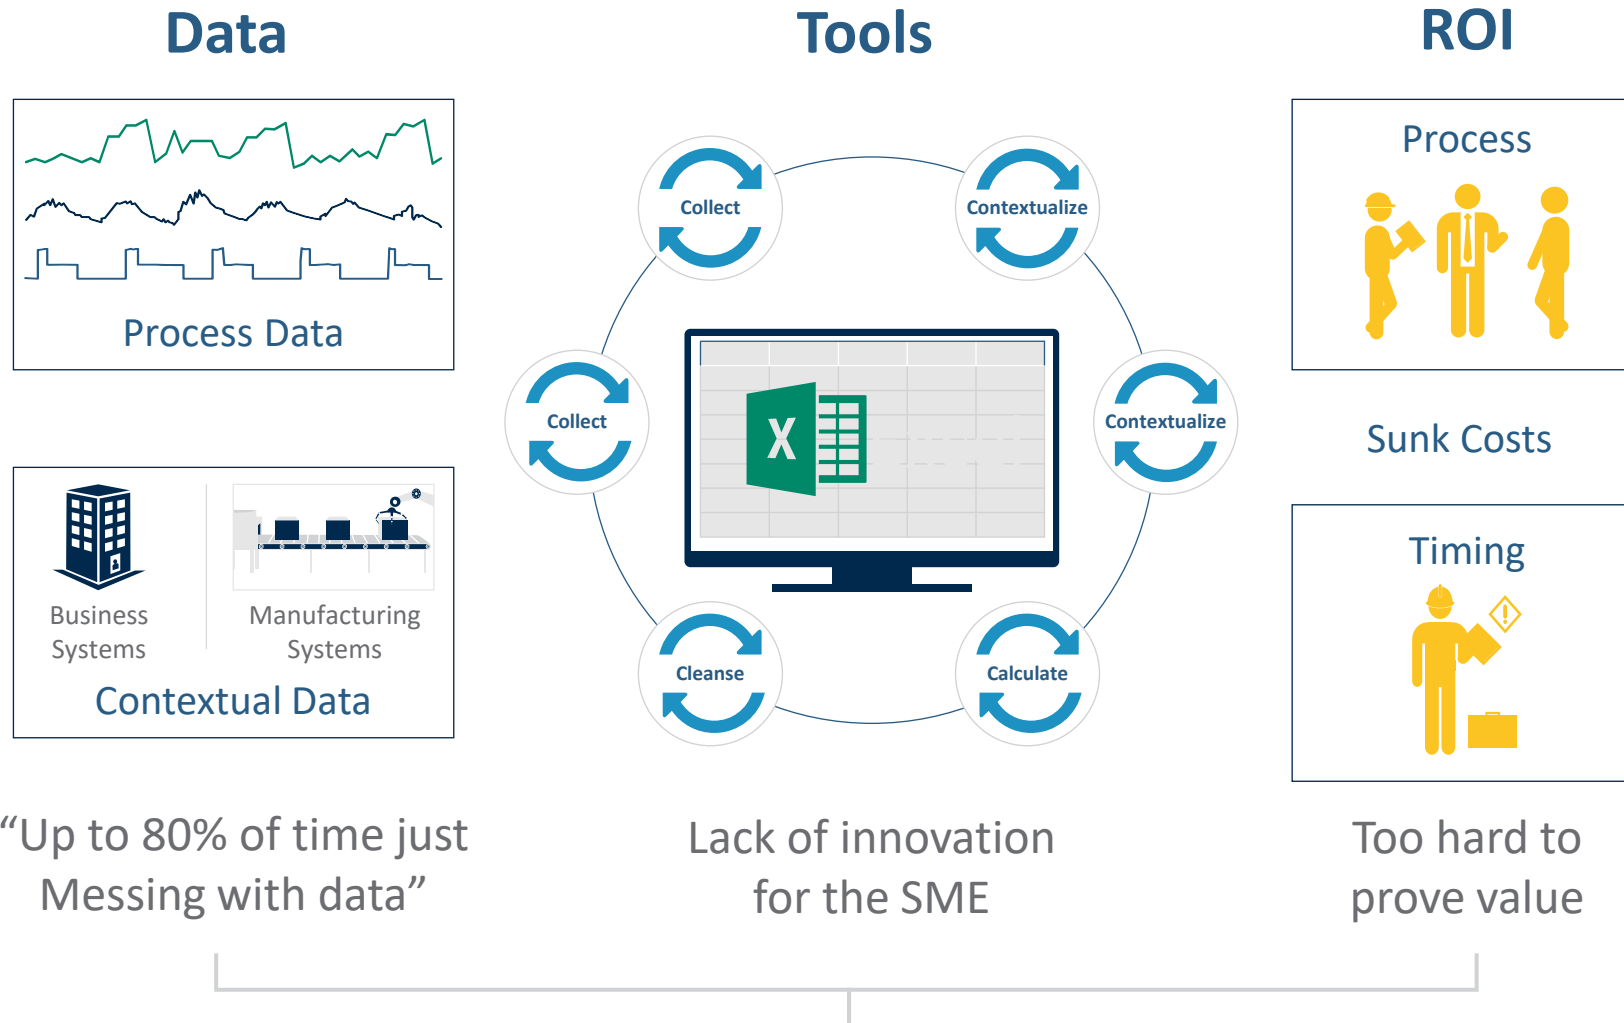 Data
Process Data
Business
Systems
Manufacturing
Systems
Contextual Data
“Up to 80% of time just
Messing with data”
Tools
Collect
Contextualize
Collect
X
Contextualize
Cleanse
Calculate
Lack of innovation
for the SME
ROI
Process
Sunk Costs
Timing
!
Too hard to
prove value